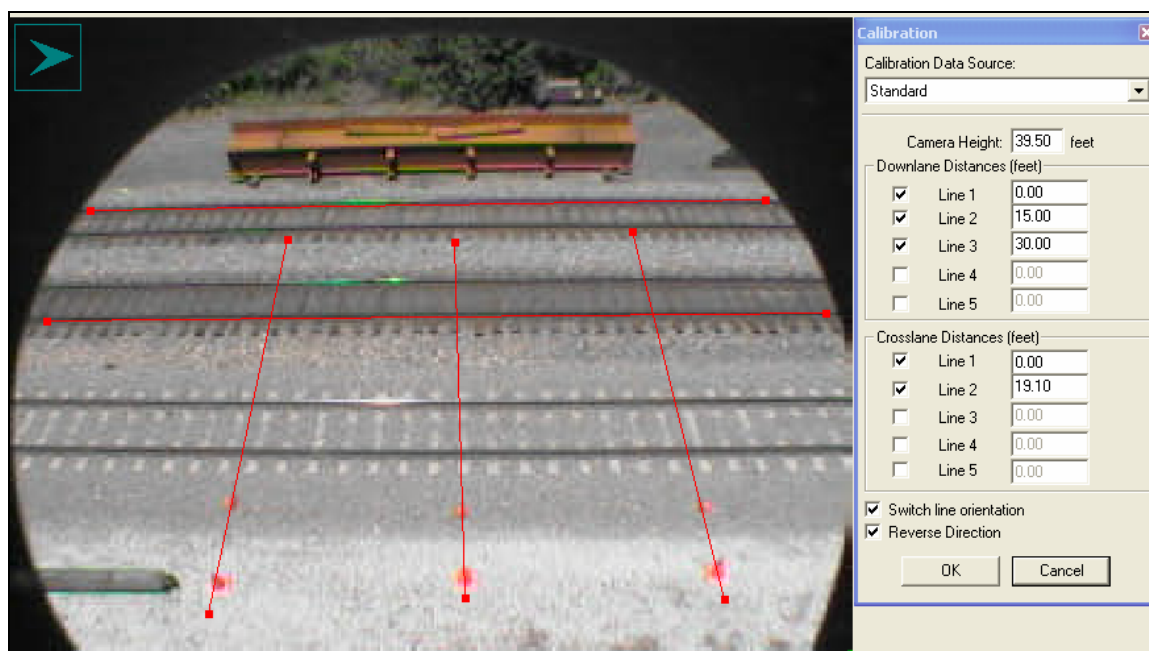 Calibration
Calibration Data Source:
Standard
Camera Height: 39.50 feet
Downlane Distances (feet)
Line 1 0.00
Line 2 15.00
Line 3 30.00
Line 4 0.00
Line 5 0.00
Crosslane Distances (feet)
Line 1 0.00
Line 2 19.10
Line 3 0.00
Line 4 0.00
Line 5 0.00
Switch line orientation
Reverse Direction
OK Cancel